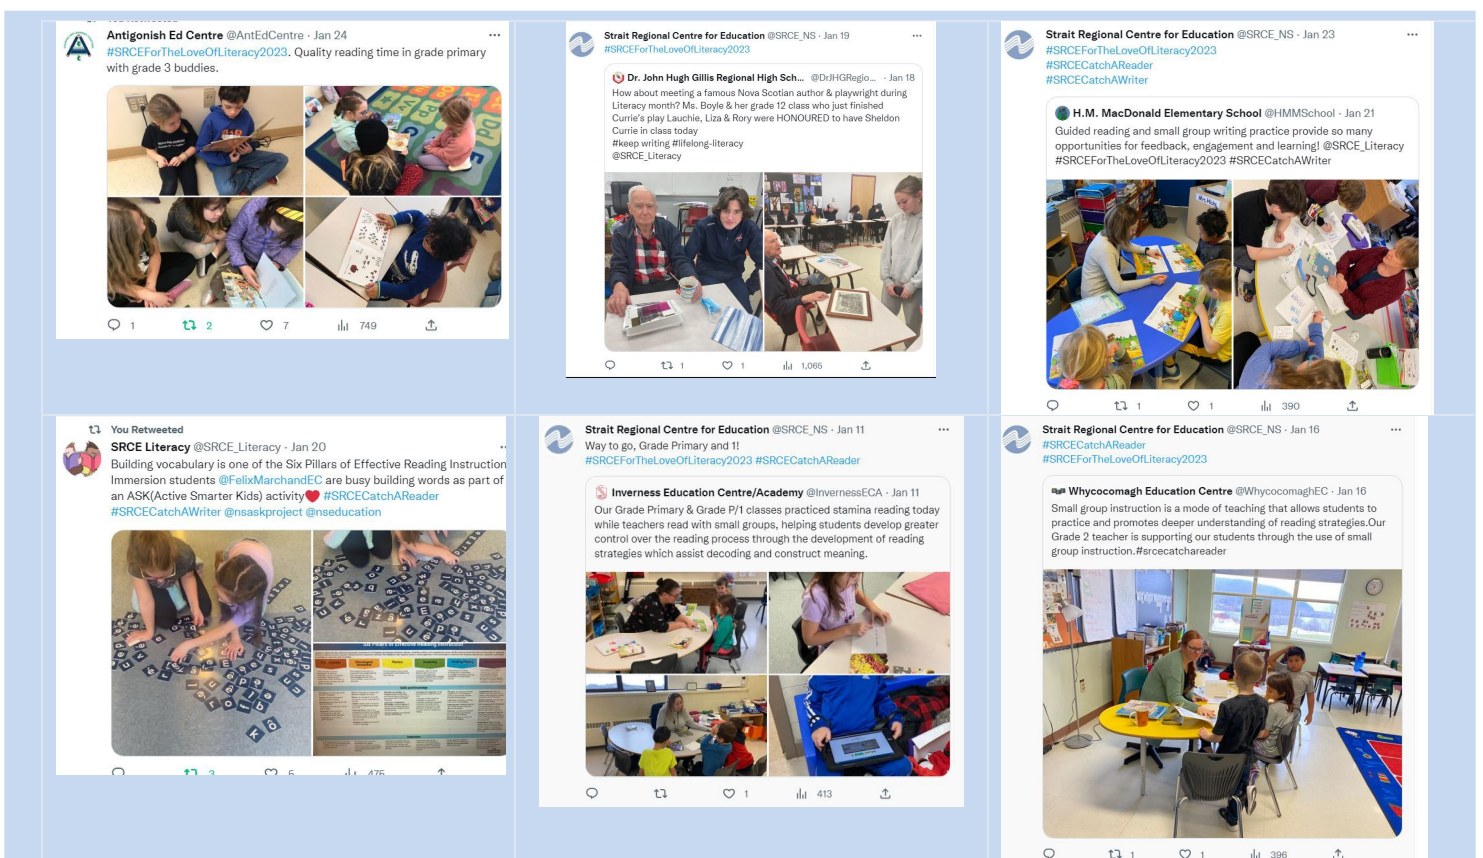 You Retweeted
Antigonish Ed Centre @AntEdCentre · Jan 24
#SRCEForTheLoveOfLiteracy2023. Quality reading time in grade primary
with grade 3 buddies.
1 2 7 749
Strait Regional Centre for Education @SRCE_NS · Jan 19
#SRCEForTheLoveOfLiteracy2023
Dr. John Hugh Gillis Regional High Sch... @DrJHGRegio... · Jan 18
How about meeting a famous Nova Scotian author & playwright during
Literacy month? Ms. Boyle & her grade 12 class who just finished
Currie's play Lauchie, Liza & Rory were HONOURED to have Sheldon
Currie in class today
#keep writing #lifelong-literacy
@SRCE_Literacy
1 1 1,065
Strait Regional Centre for Education @SRCE_NS · Jan 23
#SRCEForTheLoveOfLiteracy2023
#SRCECatchAReader
#SRCECatchAWriter
H.M. MacDonald Elementary School @HMMSchool · Jan 21
Guided reading and small group writing practice provide so many
opportunities for feedback, engagement and learning! @SRCE_Literacy
#SRCEForTheLoveOfLiteracy2023 #SRCECatchAWriter
1 1 390
You Retweeted
SRCE Literacy @SRCE_Literacy · Jan 20
Building vocabulary is one of the Six Pillars of Effective Reading Instruction
Immersion students @FelixMarchandEC are busy building words as part of
an ASK(Active Smarter Kids) activity❤️ #SRCECatchAReader
#SRCECatchAWriter @nsaskproject @nseducation
Six Pillars of Effective Reading Instruction
3 5 475
Strait Regional Centre for Education @SRCE_NS · Jan 11
Way to go, Grade Primary and 1!
#SRCEForTheLoveOfLiteracy2023 #SRCECatchAReader
Inverness Education Centre/Academy @InvernessECA · Jan 11
Our Grade Primary & Grade P/1 classes practiced stamina reading today
while teachers read with small groups, helping students develop greater
control over the reading process through the development of reading
strategies which assist decoding and construct meaning.
1 413
Strait Regional Centre for Education @SRCE_NS · Jan 16
#SRCECatchAReader
#SRCEForTheLoveOfLiteracy2023
Whycocomagh Education Centre @WhycocomaghEC · Jan 16
Small group instruction is a mode of teaching that allows students to
practice and promotes deeper understanding of reading strategies.Our
Grade 2 teacher is supporting our students through the use of small
group instruction.#srcecatchareader
1 1 396